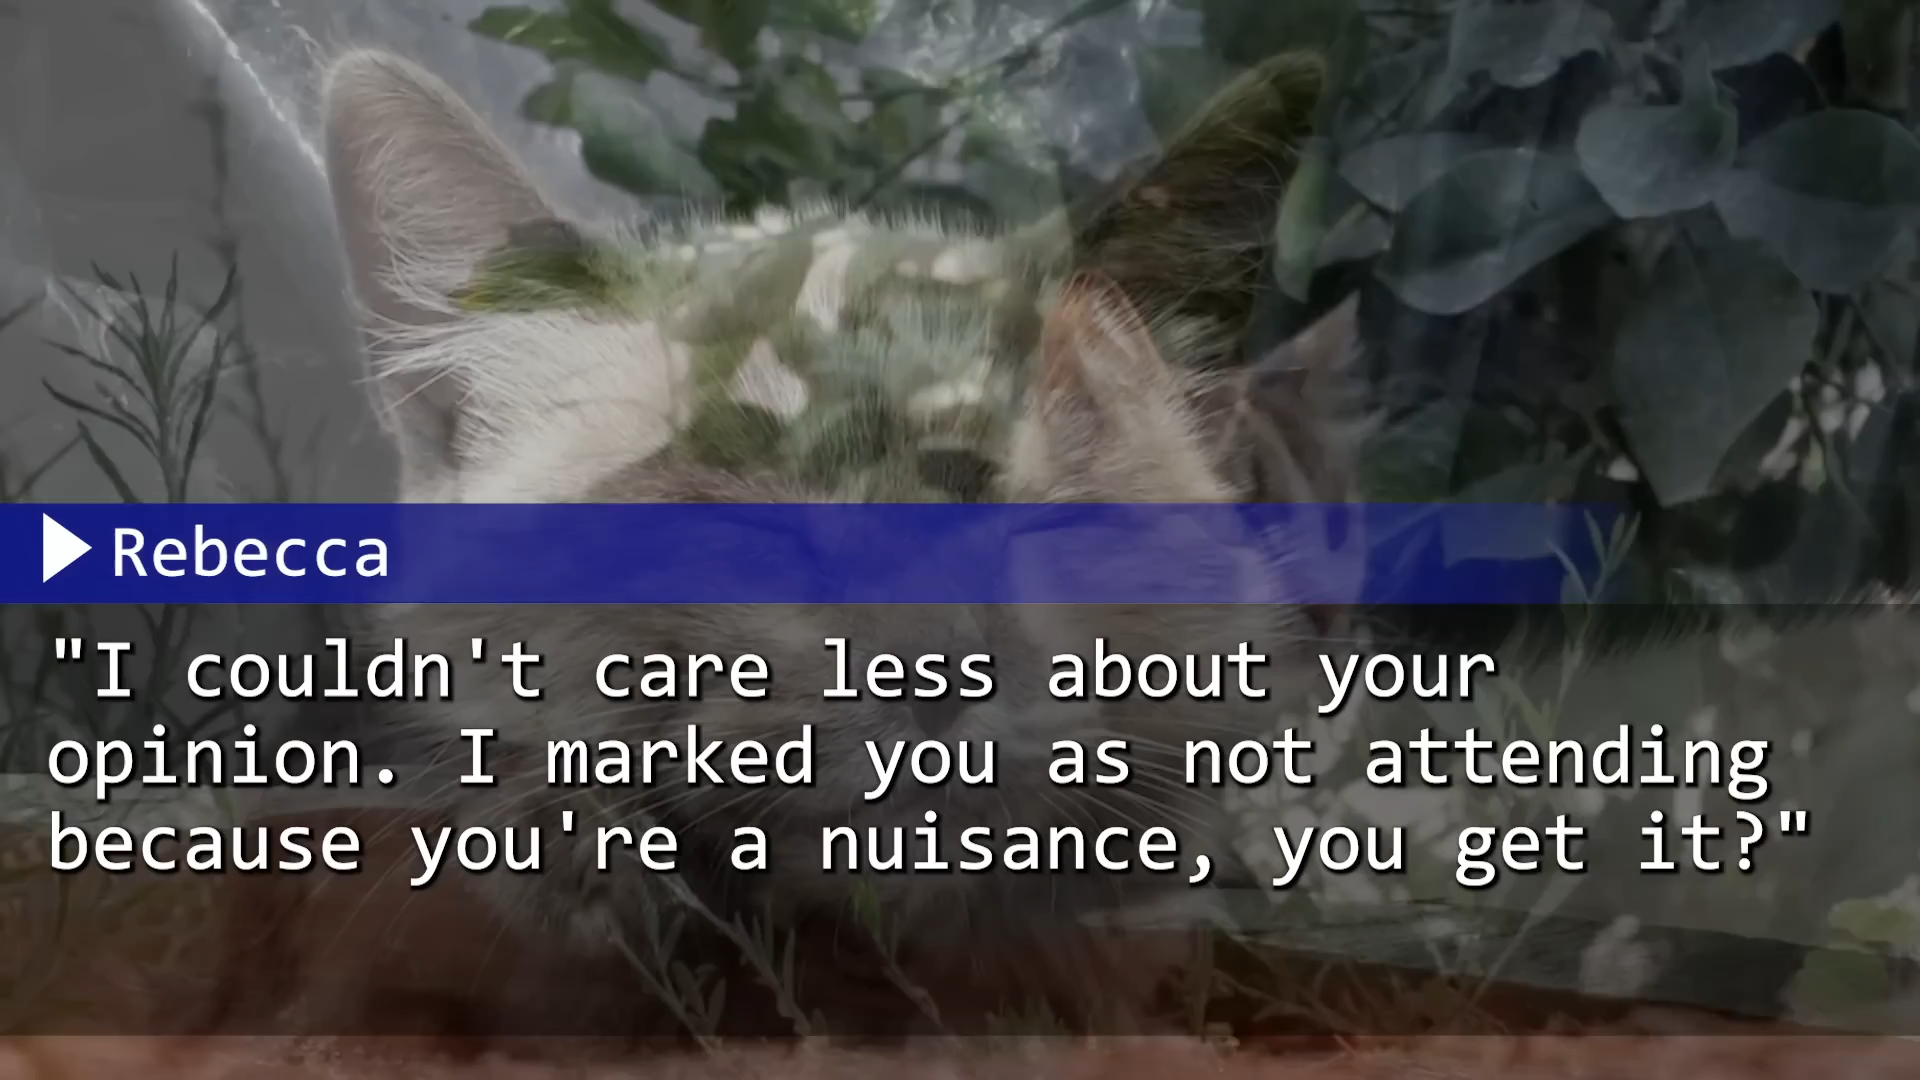 Rebecca
"I couldn't care less about your
opinion. I marked you as not attending
because you're a nuisance, you get it?"